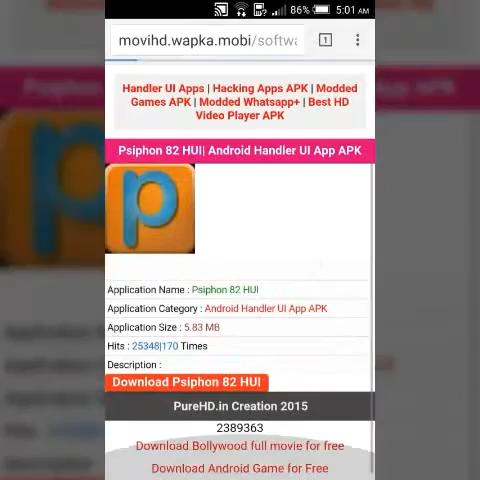 86% 5:01 AM
movihd.wapka.mobi/softwa
1
Handler UI Apps | Hacking Apps APK | Modded
Games APK | Modded Whatsapp+ | Best HD
Video Player APK
Psiphon 82 HUI| Android Handler UI App APK
p
Application Name : Psiphon 82 HUI
Application Category : Android Handler UI App APK
Application Size : 5.83 MB
Hits : 25348|170 Times
Description :
Download Psiphon 82 HUI
PureHD.in Creation 2015
2389363
Download Bollywood full movie for free
Download Android Game for Free